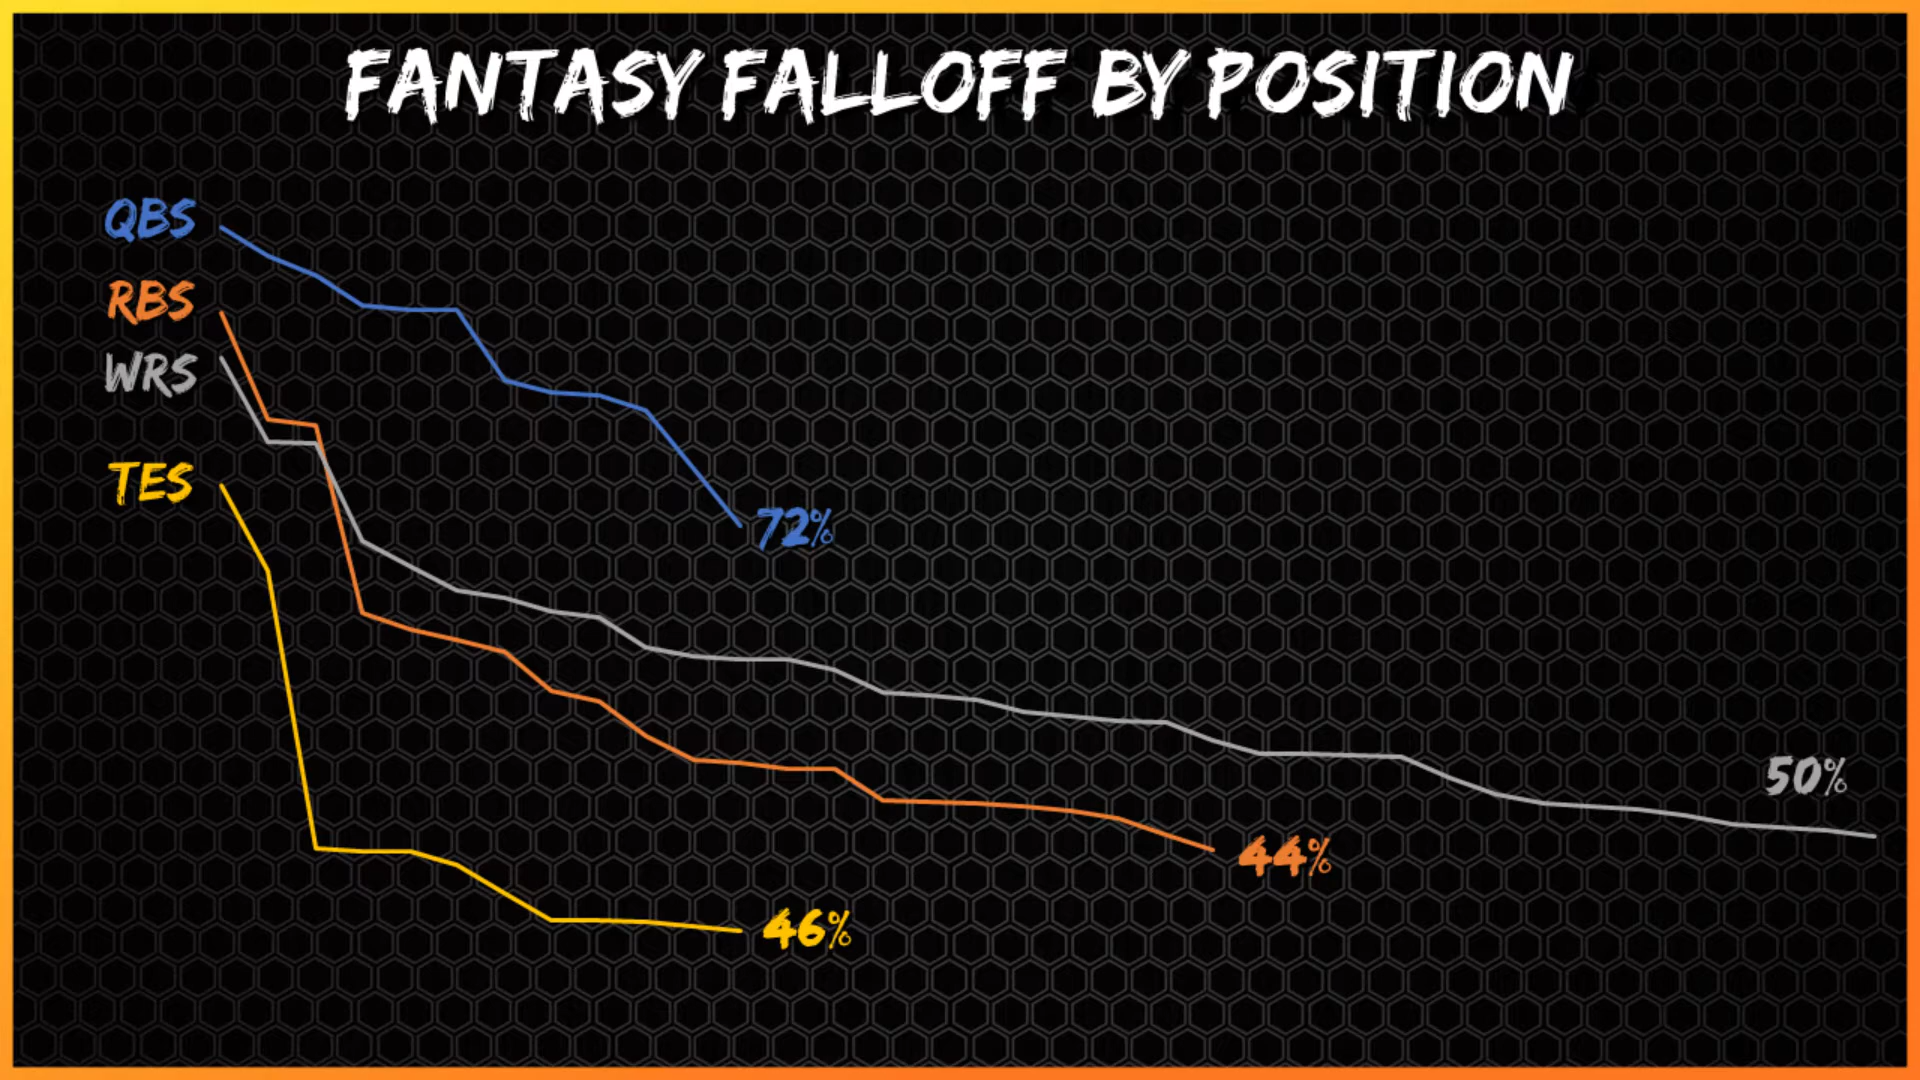 FANTASY FALLOFF BY POSITION
QBS
RBS
WRS
TES
72%
50%
44%
46%